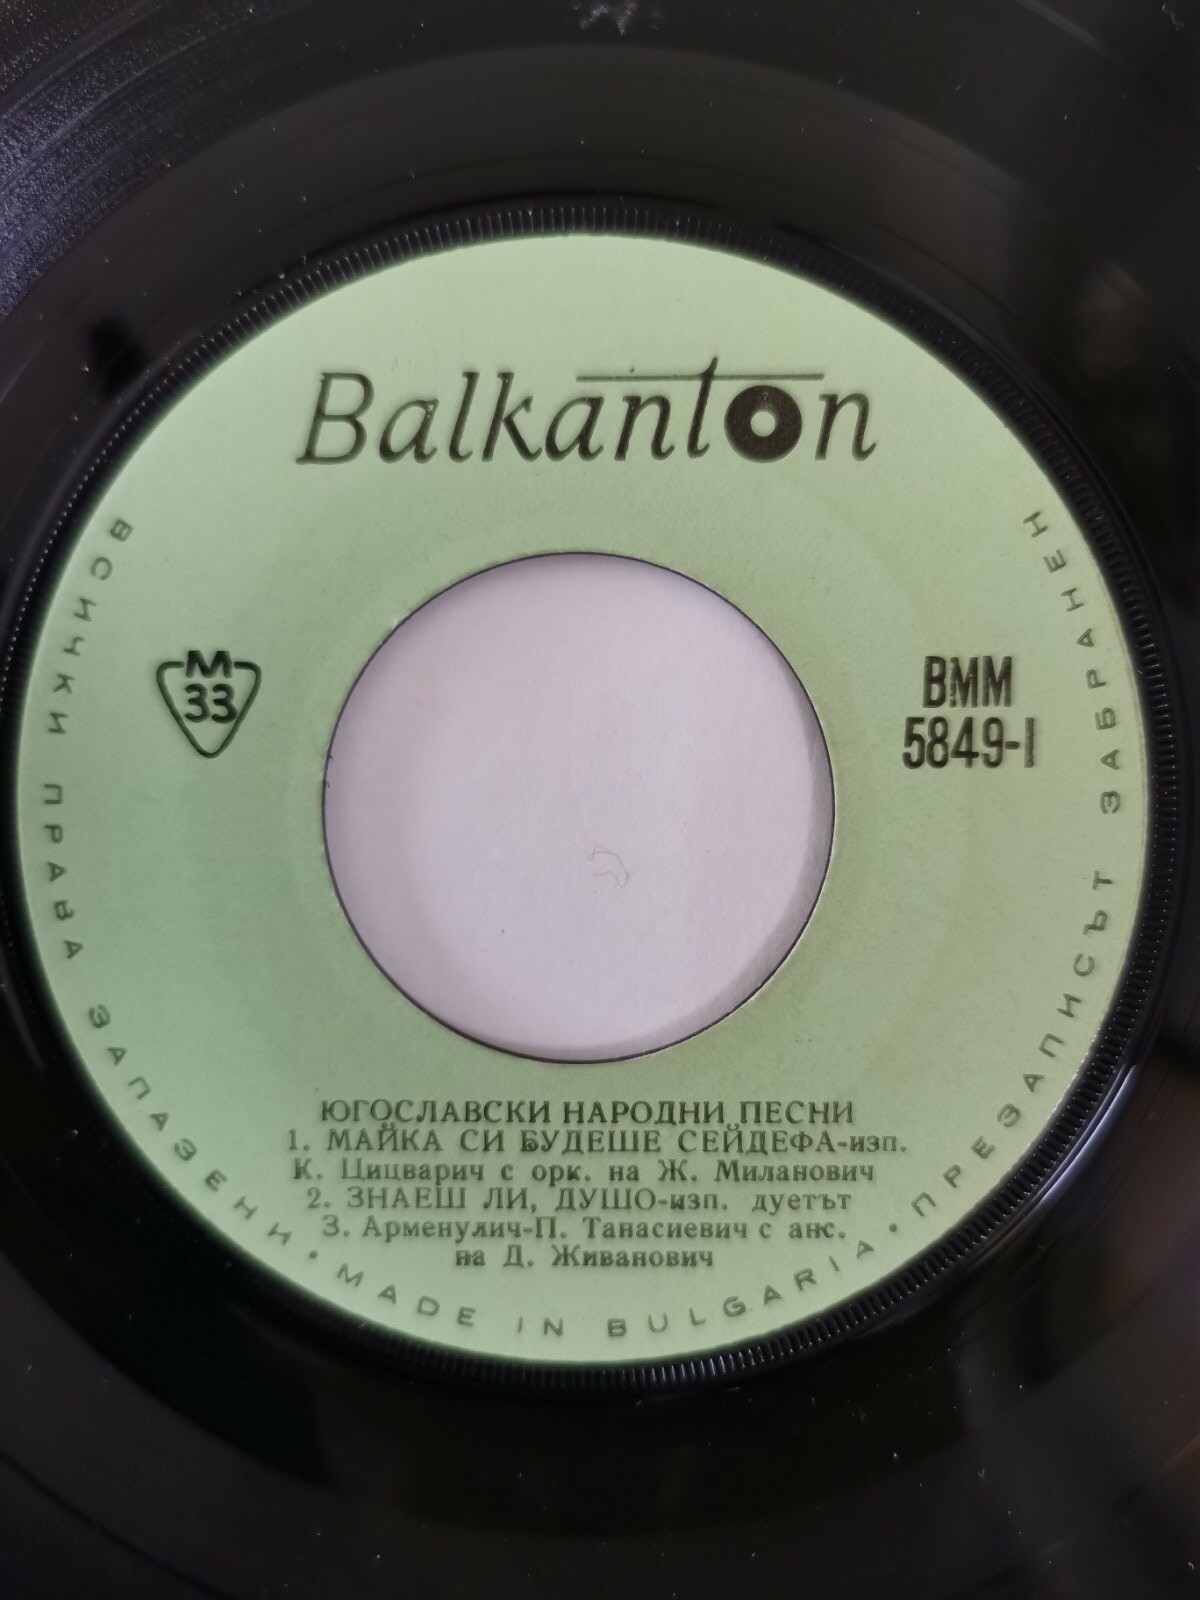 Balkanton
M
33
ВММ
5849-I
ЮГОСЛАВСКИ НАРОДНИ ПЕСНИ
1. МАЙКА СИ БУДЕШЕ СЕЙДЕФА-изп.
К. Цицварич с орк. на Ж. Миланович
2. ЗНАЕШ ЛИ, ДУШО-изп. дуетът
З. Арменулич-П. Танасиевич с анс.
на Д. Живанович
ВСИЧКИ ПРАВА ЗАПАЗЕНИ • MADE IN BULGARIA • ПРЕЗАПИСЪТ ЗАБРАНЕН